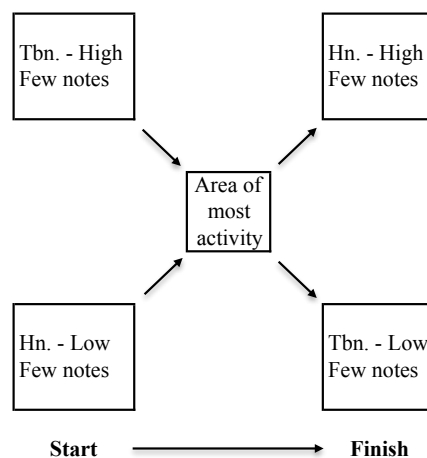 Tbn. - High
Few notes
Hn. - High
Few notes
Area of
most
activity
Hn. - Low
Few notes
Tbn. - Low
Few notes
Start
Finish